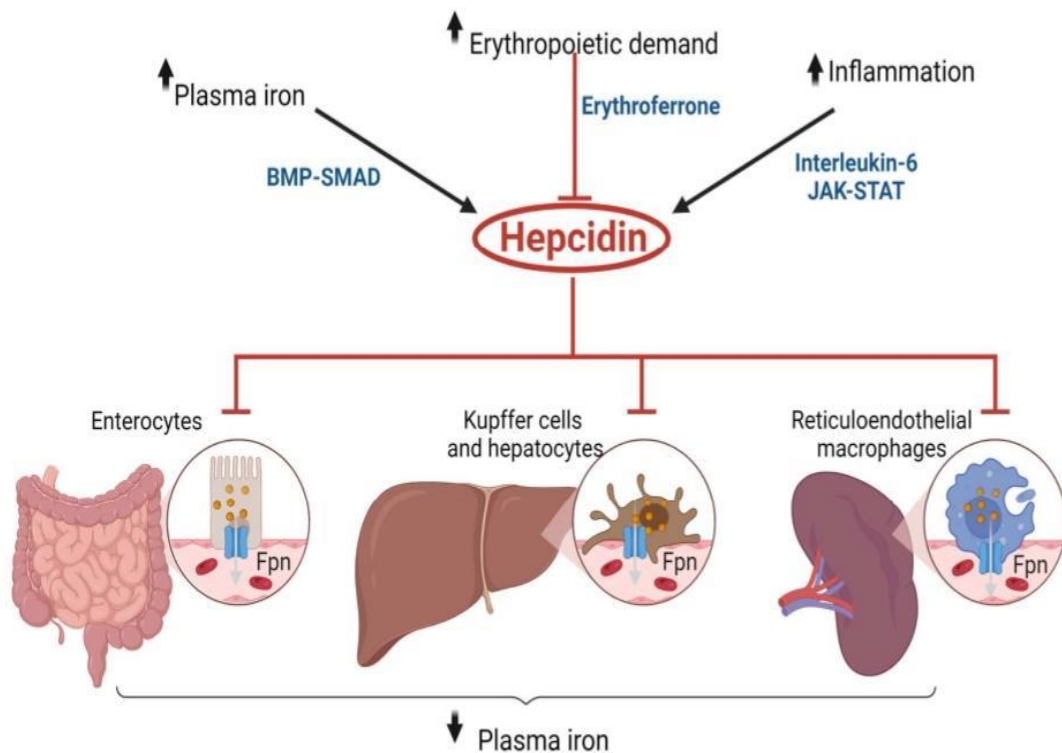 Erythropoietic demand
Plasma iron
Inflammation
Erythroferrone
BMP-SMAD
Interleukin-6
JAK-STAT
Hepcidin
Enterocytes
Kupffer cells
and hepatocytes
Reticuloendothelial
macrophages
Fpn
Fpn
Fpn
Plasma iron